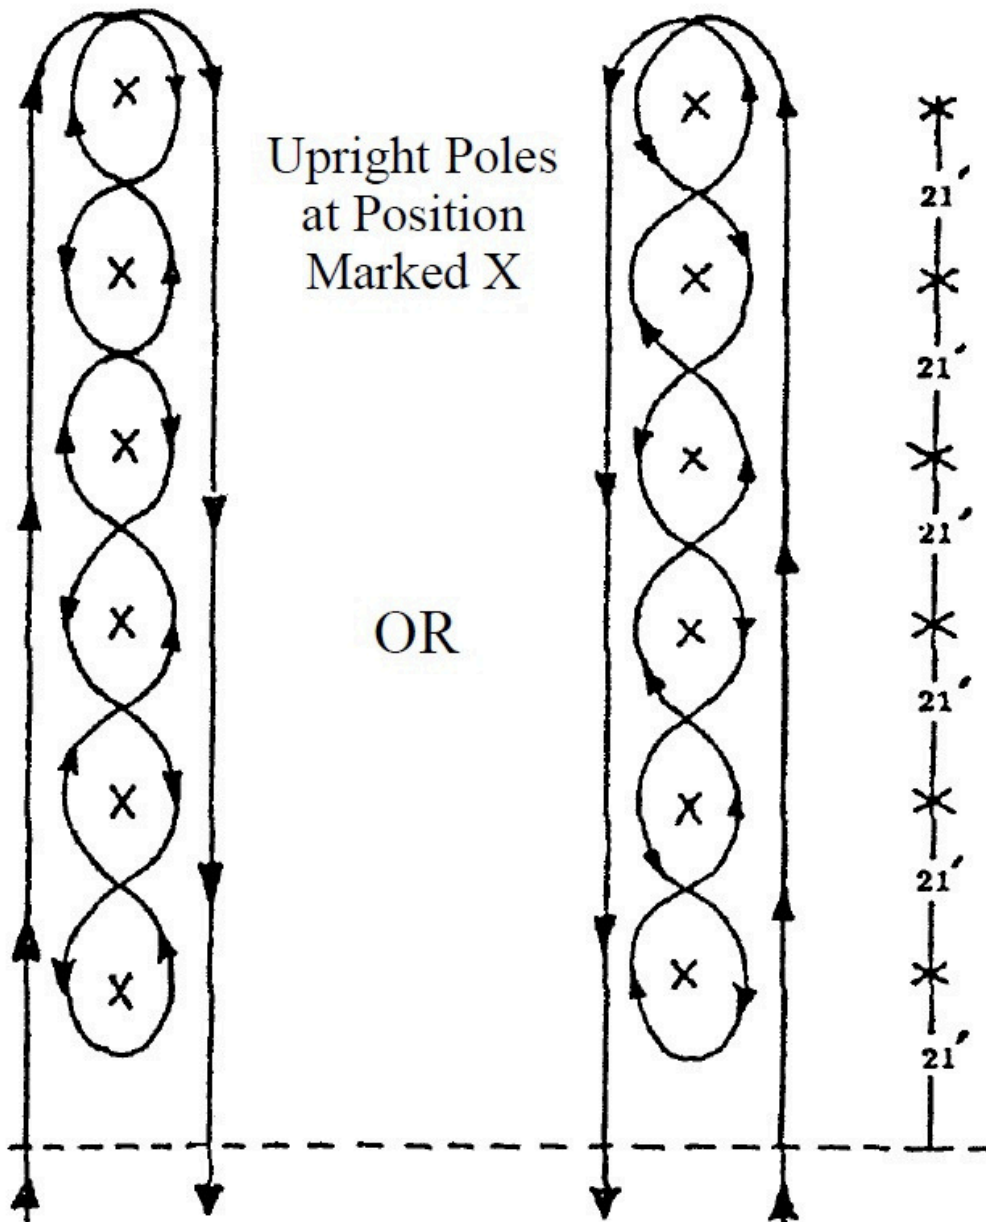 Upright Poles
at Position
Marked X
OR
X
X
X
X
X
X
X
X
X
X
X
X
21'
21'
21'
21'
21'
21'